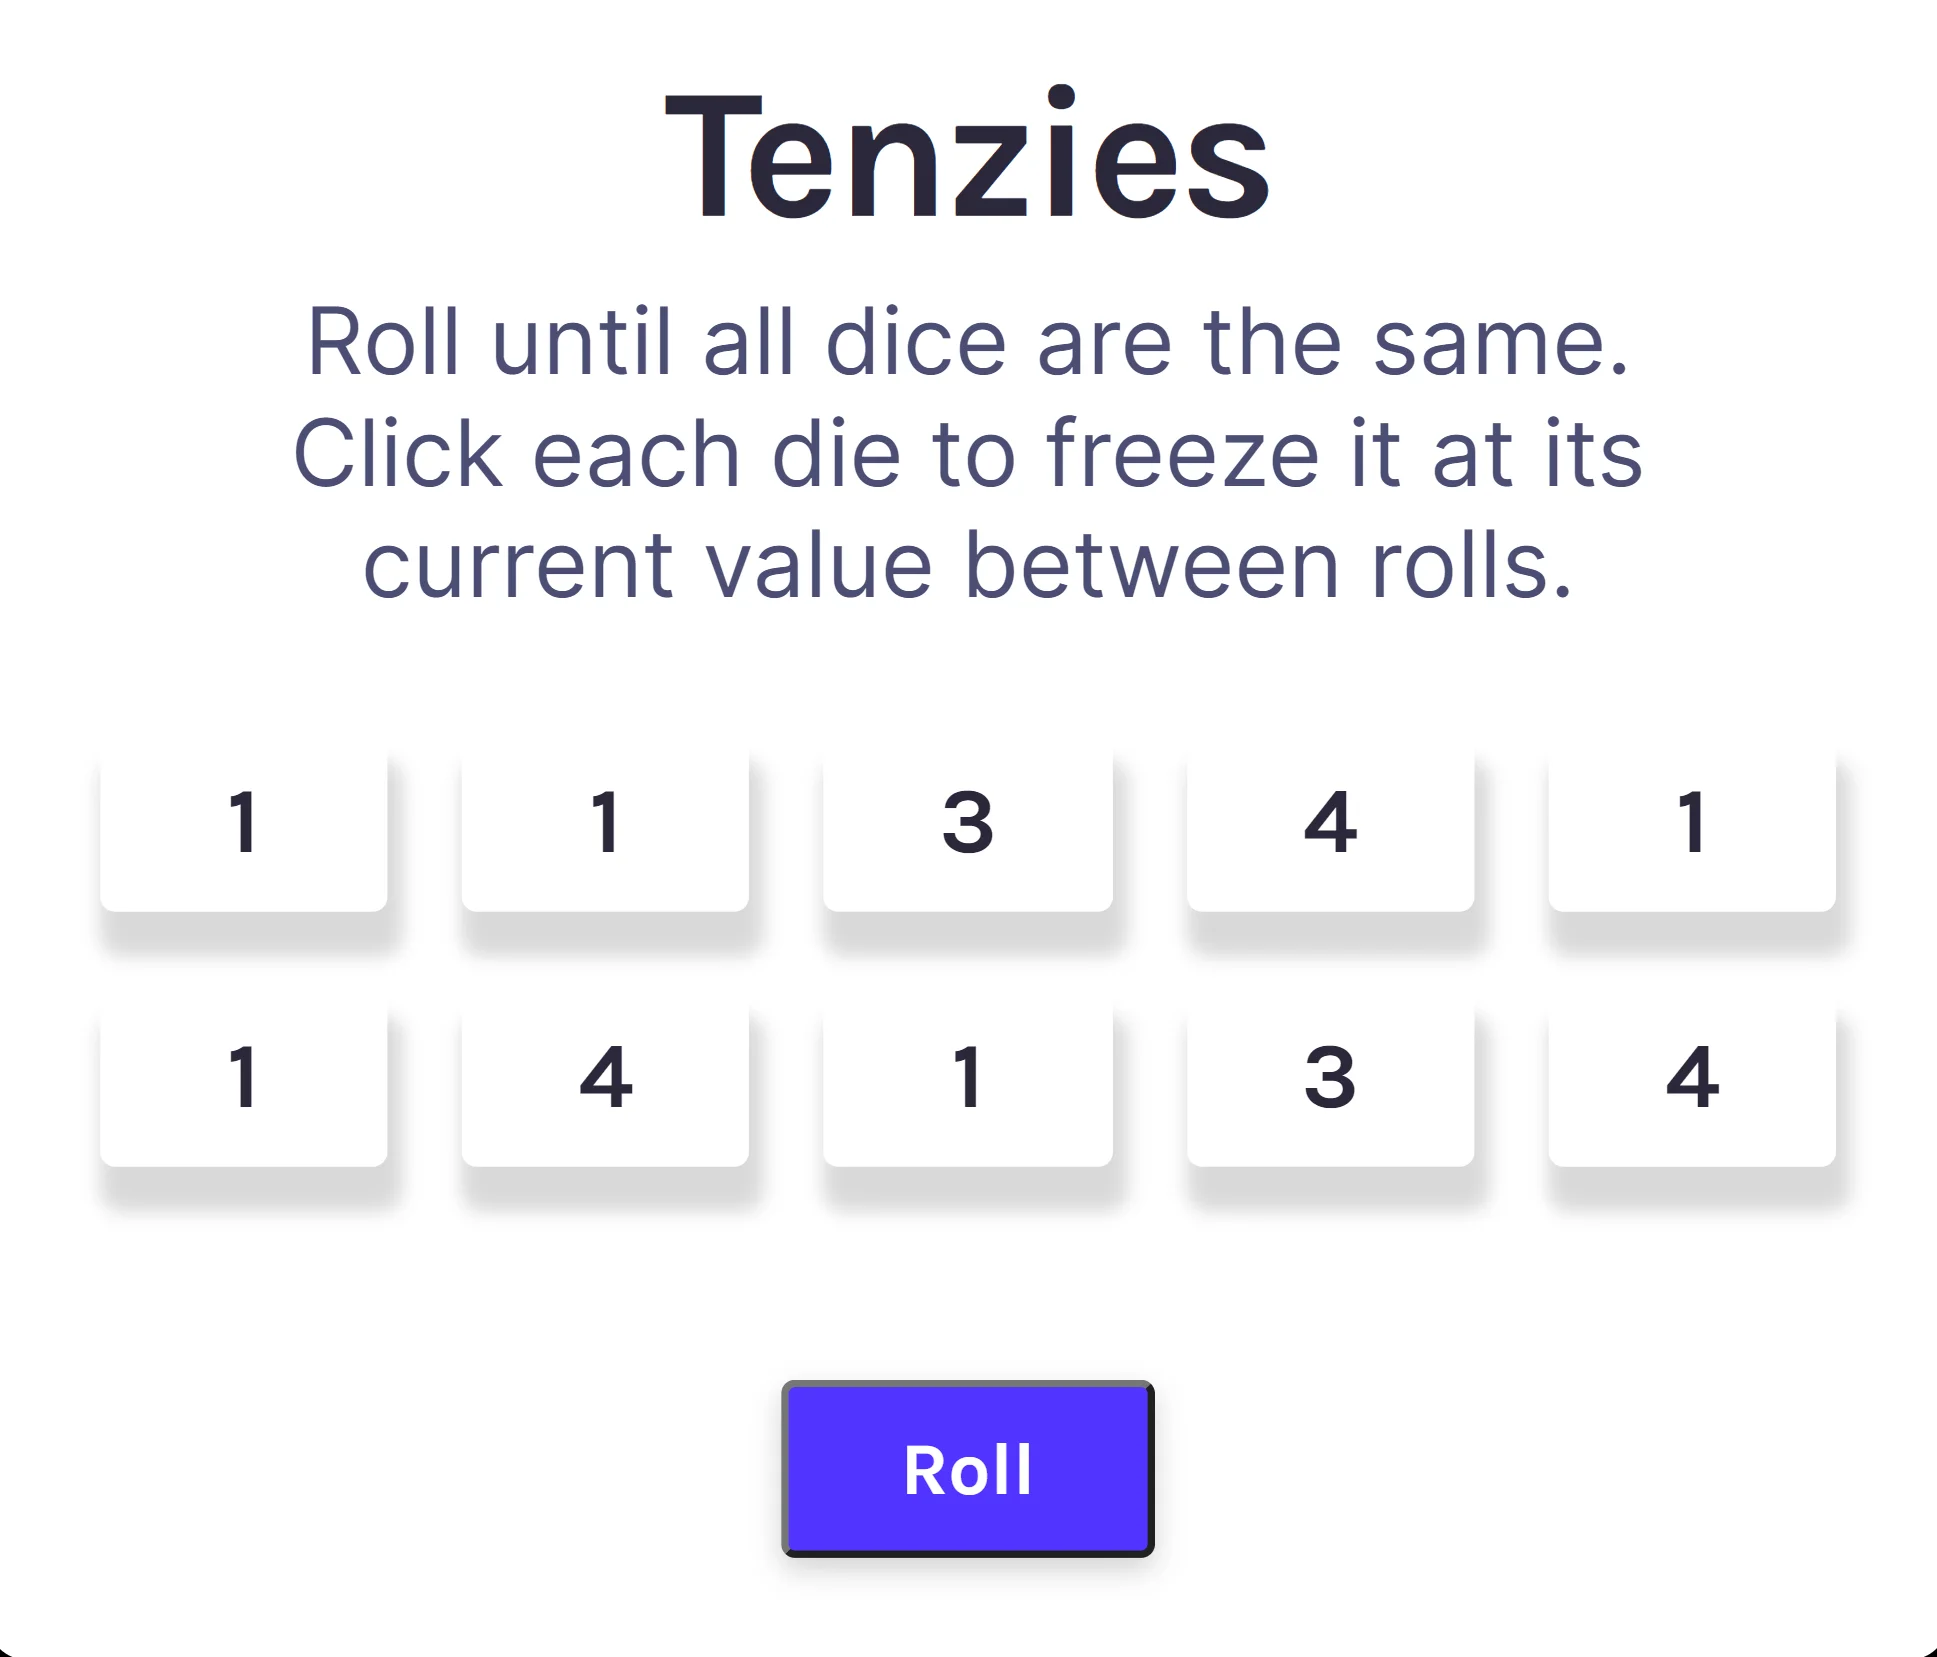 Tenzies
Roll until all dice are the same.
Click each die to freeze it at its
current value between rolls.
1 1 3 4 1
1 4 1 3 4
Roll